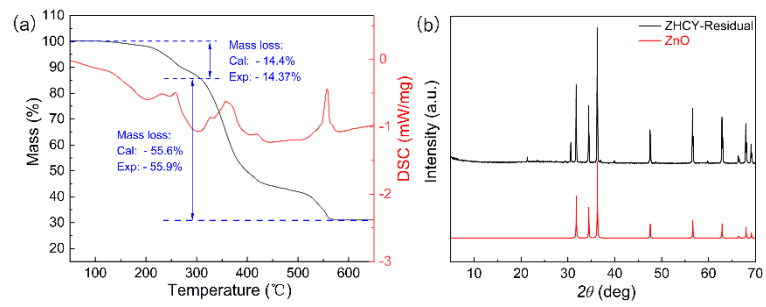 (a)
110
100
90
80
70
60
50
40
30
20
Mass (%)
Mass loss:
Cal: - 14.4%
Exp: - 14.37%
Mass loss:
Cal: - 55.6%
Exp: - 55.9%
0
-1
-2
-3
DSC (mW/mg)
100 200 300 400 500 600
Temperature (℃)
(b)
ZHCY-Residual
ZnO
Intensity (a.u.)
10 20 30 40 50 60 70
2θ (deg)